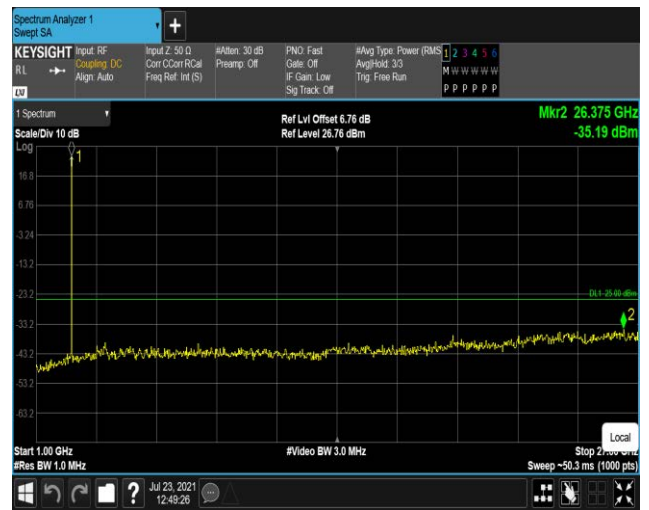 Spectrum Analyzer 1
Swept SA
KEYSIGHT
RL
LXI
Input: RF
Coupling: DC
Align: Auto
Input Z: 50 Ω
Corr CCorr RCal
Freq Ref: Int (S)
#Atten: 30 dB
Preamp: Off
PNO: Fast
Gate: Off
IF Gain: Low
Sig Track: Off
#Avg Type: Power (RMS
Avg|Hold: 3/3
Trig: Free Run
1 2 3 4 5 6
M W W W W W
P P P P P P
1 Spectrum
Scale/Div 10 dB
Ref Lvl Offset 6.76 dB
Ref Level 26.76 dBm
Mkr2 26.375 GHz
-35.19 dBm
Log
1
16.8
6.76
-3.24
-13.2
-23.2
DL1 -25.00 dBm
2
-33.2
-43.2
-53.2
-63.2
Local
Start 1.00 GHz
#Video BW 3.0 MHz
Stop 27.00 GHz
#Res BW 1.0 MHz
Sweep ~50.3 ms (1000 pts)
?
Jul 23, 2021
12:49:26